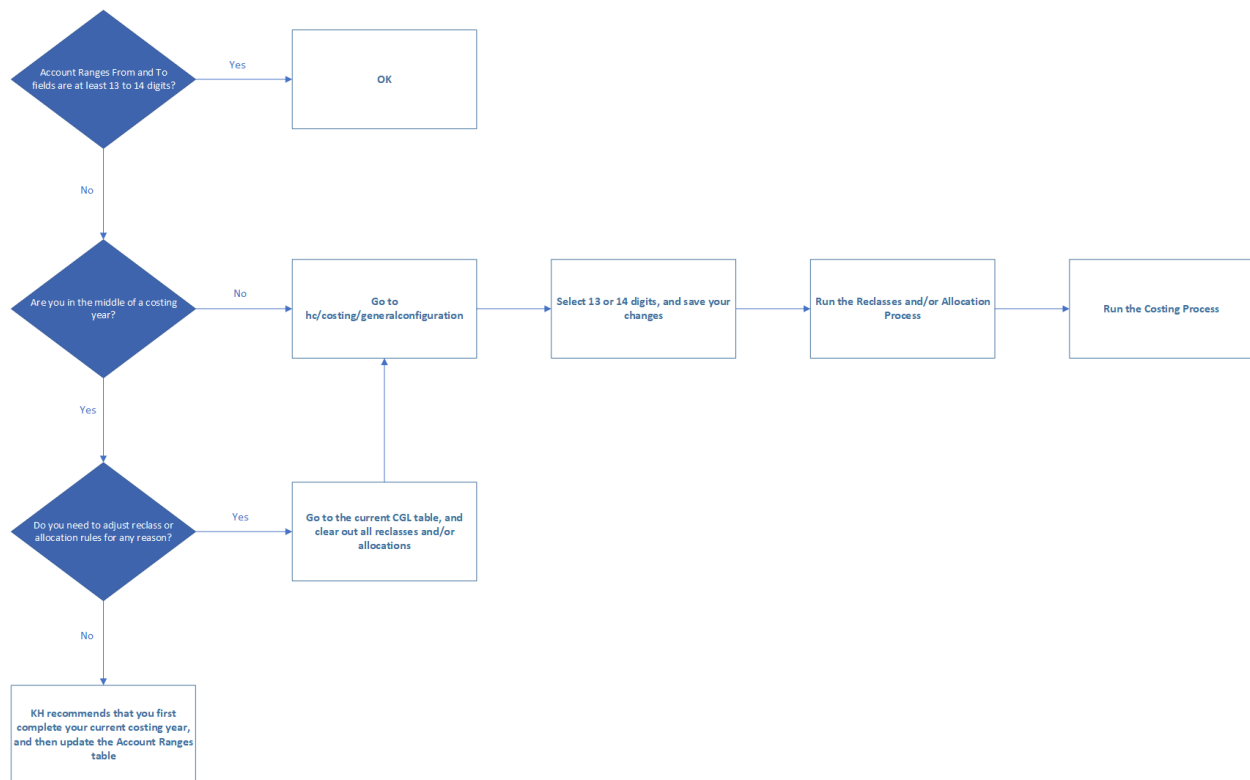 Account Ranges From and To
fields are at least 13 to 14 digits?
Yes
OK
No
Are you in the middle of a costing
year?
No
Go to
hc/costing/generalconfiguration
Select 13 or 14 digits, and save your
changes
Run the Reclasses and/or Allocation
Process
Run the Costing Process
Yes
Do you need to adjust reclass or
allocation rules for any reason?
Yes
Go to the current CGL table, and
clear out all reclasses and/or
allocations
No
KH recommends that you first
complete your current costing year,
and then update the Account Ranges
table